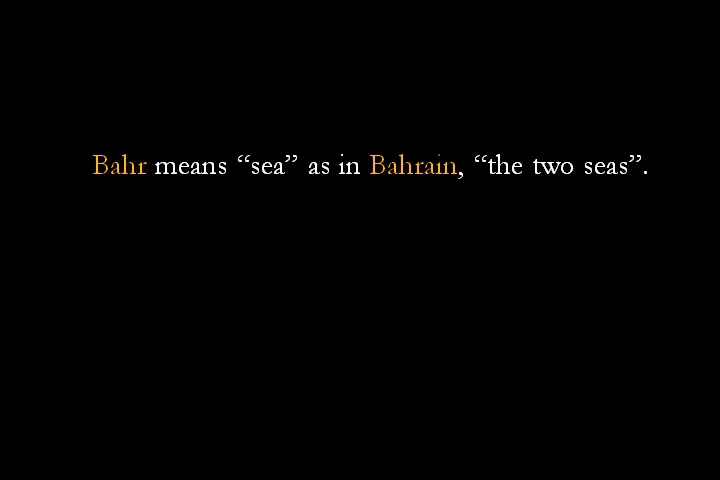 Bahr means “sea” as in Bahrain, “the two seas”.